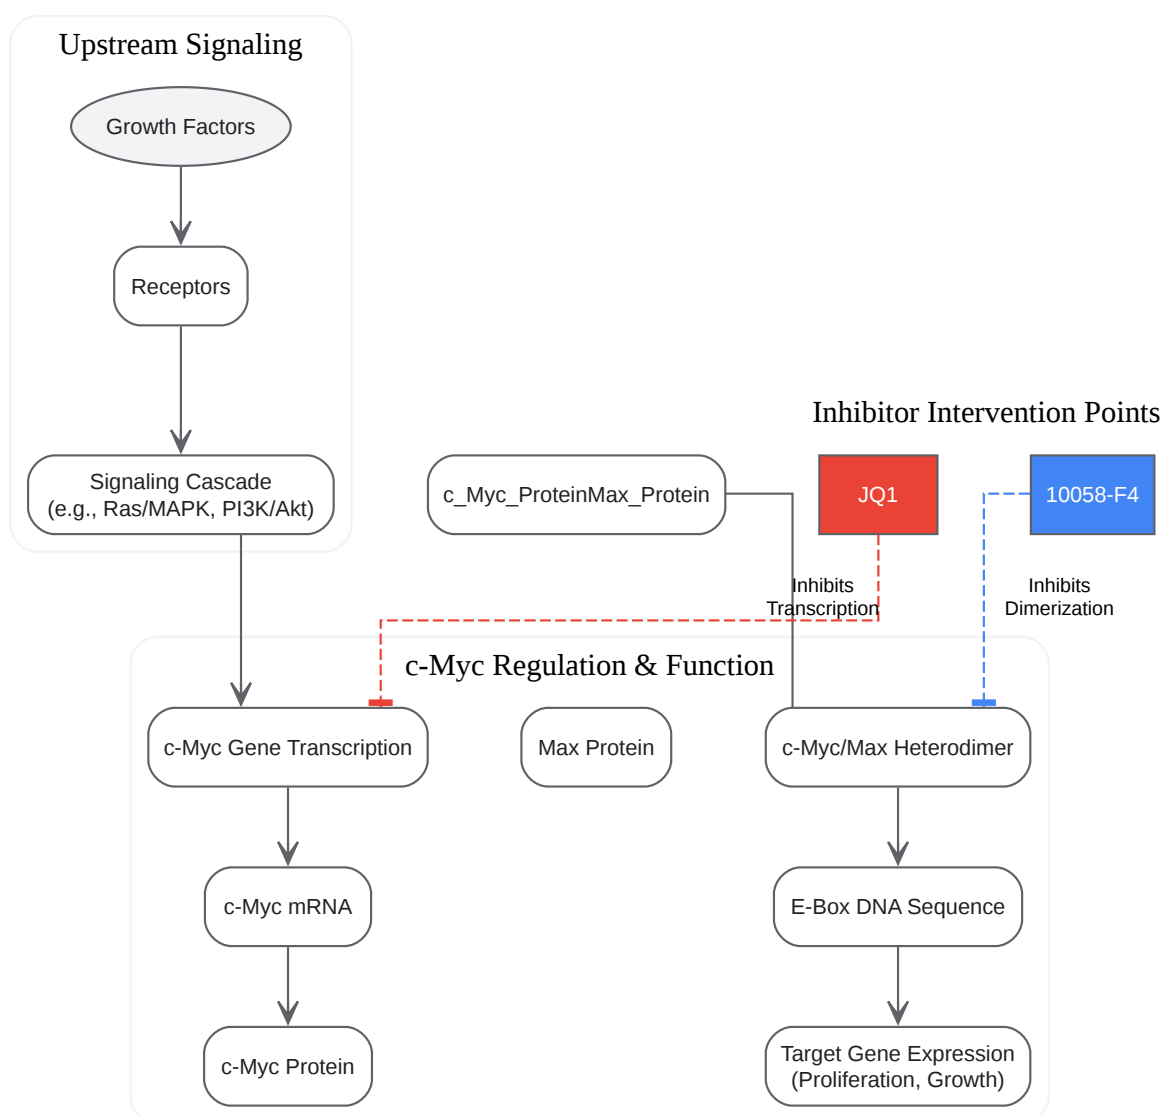 Upstream Signaling
Growth Factors
Receptors
Signaling Cascade
(e.g., Ras/MAPK, PI3K/Akt)
c_Myc_ProteinMax_Protein
Inhibitor Intervention Points
JQ1
10058-F4
Inhibits
Transcription
Inhibits
Dimerization
c-Myc Regulation & Function
c-Myc Gene Transcription
Max Protein
c-Myc/Max Heterodimer
c-Myc mRNA
E-Box DNA Sequence
c-Myc Protein
Target Gene Expression
(Proliferation, Growth)